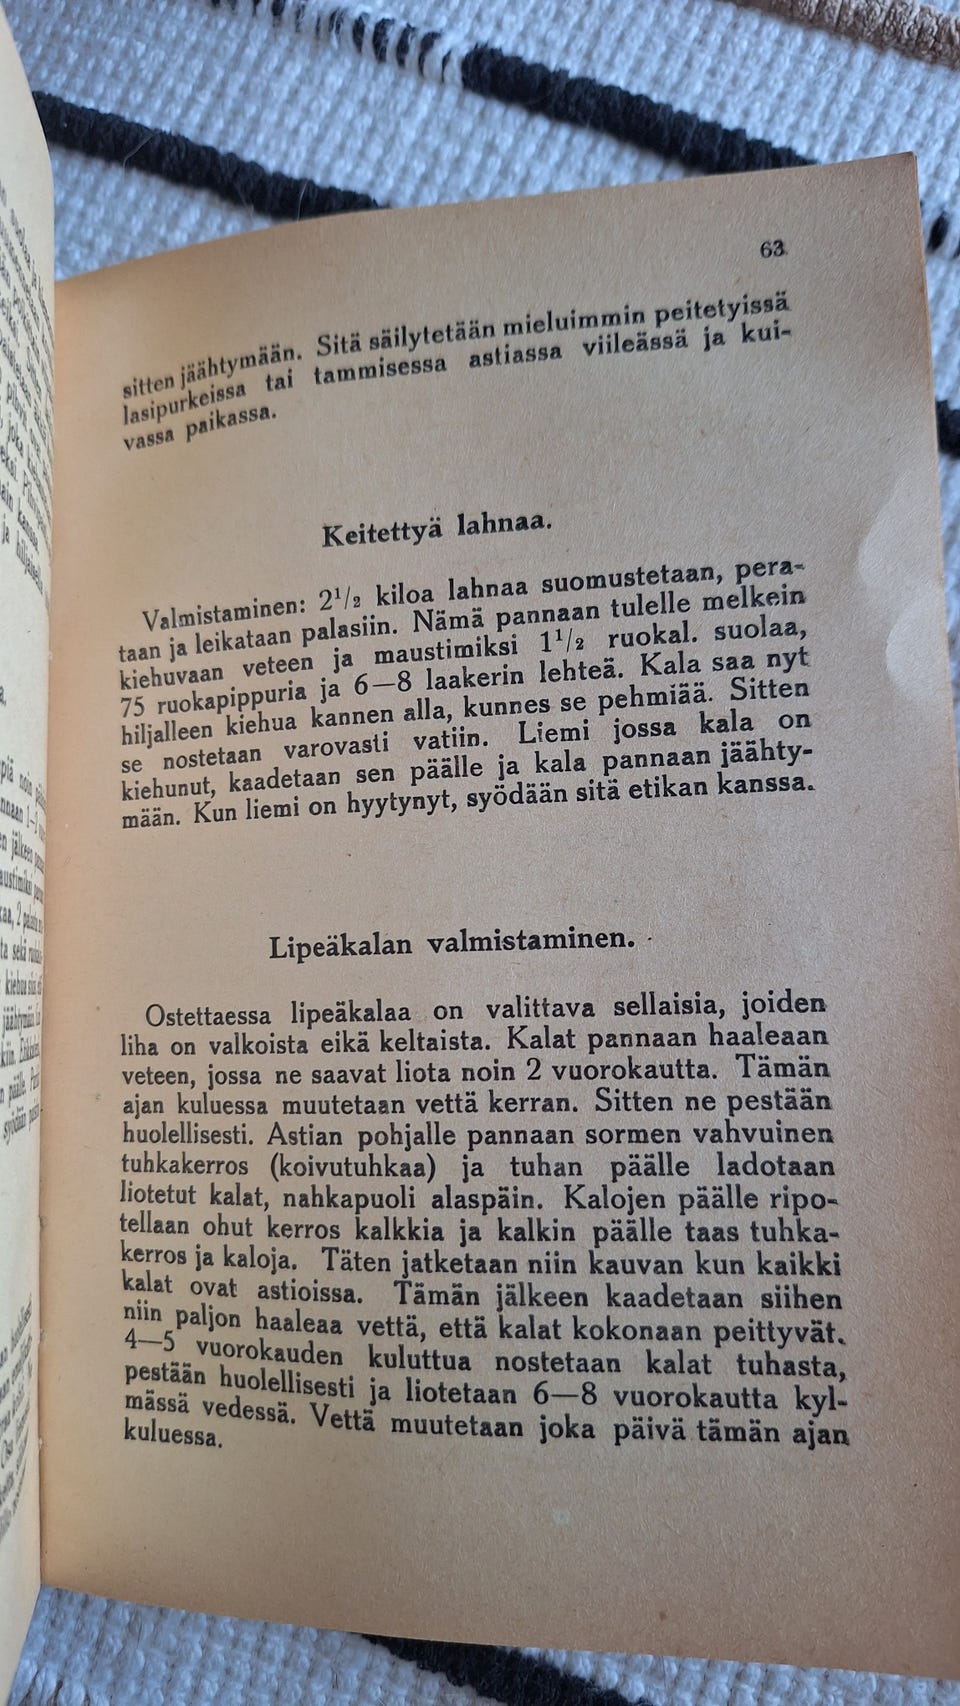 63
sitten jäähtymään. Sitä säilytetään mieluimmin peitetyissä
lasipurkeissa tai tammisessa astiassa viileässä ja kui-
vassa paikassa.
Keitettyä lahnaa.
Valmistaminen: 2¹/₂ kiloa lahnaa suomustetaan, pera-
taan ja leikataan palasiin. Nämä pannaan tulelle melkein
kiehuvaan veteen ja maustimiksi 1¹/₂ ruokal. suolaa,
75 ruokapippuria ja 6—8 laakerin lehteä. Kala saa nyt
hiljalleen kiehua kannen alla, kunnes se pehmiää. Sitten
se nostetaan varovasti vatiin. Liemi jossa kala on
kiehunut, kaadetaan sen päälle ja kala pannaan jäähty-
mään. Kun liemi on hyytynyt, syödään sitä etikan kanssa.
Lipeäkalan valmistaminen.
Ostettaessa lipeäkalaa on valittava sellaisia, joiden
liha on valkoista eikä keltaista. Kalat pannaan haaleaan
veteen, jossa ne saavat liota noin 2 vuorokautta. Tämän
ajan kuluessa muutetaan vettä kerran. Sitten ne pestään
huolellisesti. Astian pohjalle pannaan sormen vahvuinen
tuhkakerros (koivutuhkaa) ja tuhan päälle ladotaan
liotetut kalat, nahkapuoli alaspäin. Kalojen päälle ripo-
tellaan ohut kerros kalkkia ja kalkin päälle taas tuhka-
kerros ja kaloja. Täten jatketaan niin kauvan kun kaikki
kalat ovat astioissa. Tämän jälkeen kaadetaan siihen
niin paljon haaleaa vettä, että kalat kokonaan peittyvät.
4—5 vuorokauden kuluttua nostetaan kalat tuhasta,
pestään huolellisesti ja liotetaan 6—8 vuorokautta kyl-
mässä vedessä. Vettä muutetaan joka päivä tämän ajan
kuluessa.